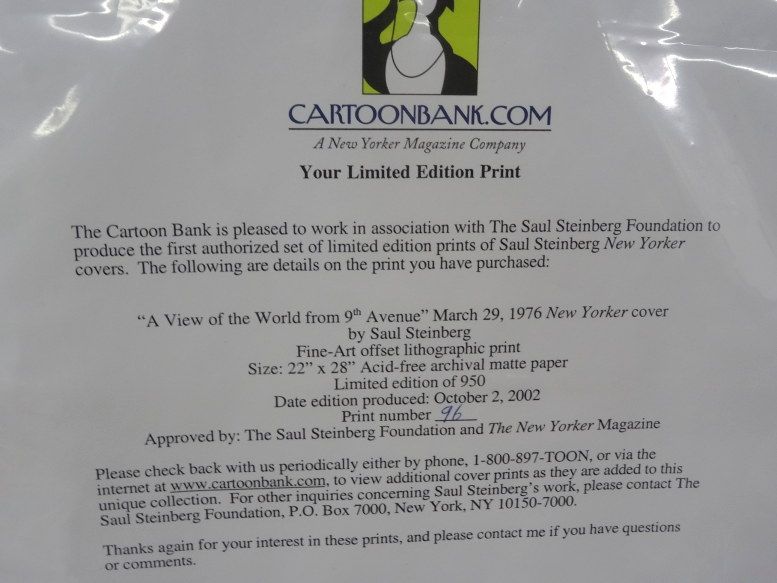 CARTOONBANK.COM
A New Yorker Magazine Company
Your Limited Edition Print
The Cartoon Bank is pleased to work in association with The Saul Steinberg Foundation to
produce the first authorized set of limited edition prints of Saul Steinberg New Yorker
covers. The following are details on the print you have purchased:
“A View of the World from 9th Avenue” March 29, 1976 New Yorker cover
by Saul Steinberg
Fine-Art offset lithographic print
Size: 22” x 28” Acid-free archival matte paper
Limited edition of 950
Date edition produced: October 2, 2002
Print number 96
Approved by: The Saul Steinberg Foundation and The New Yorker Magazine
Please check back with us periodically either by phone, 1-800-897-TOON, or via the
internet at www.cartoonbank.com, to view additional cover prints as they are added to this
unique collection. For other inquiries concerning Saul Steinberg’s work, please contact The
Saul Steinberg Foundation, P.O. Box 7000, New York, NY 10150-7000.
Thanks again for your interest in these prints, and please contact me if you have questions
or comments.